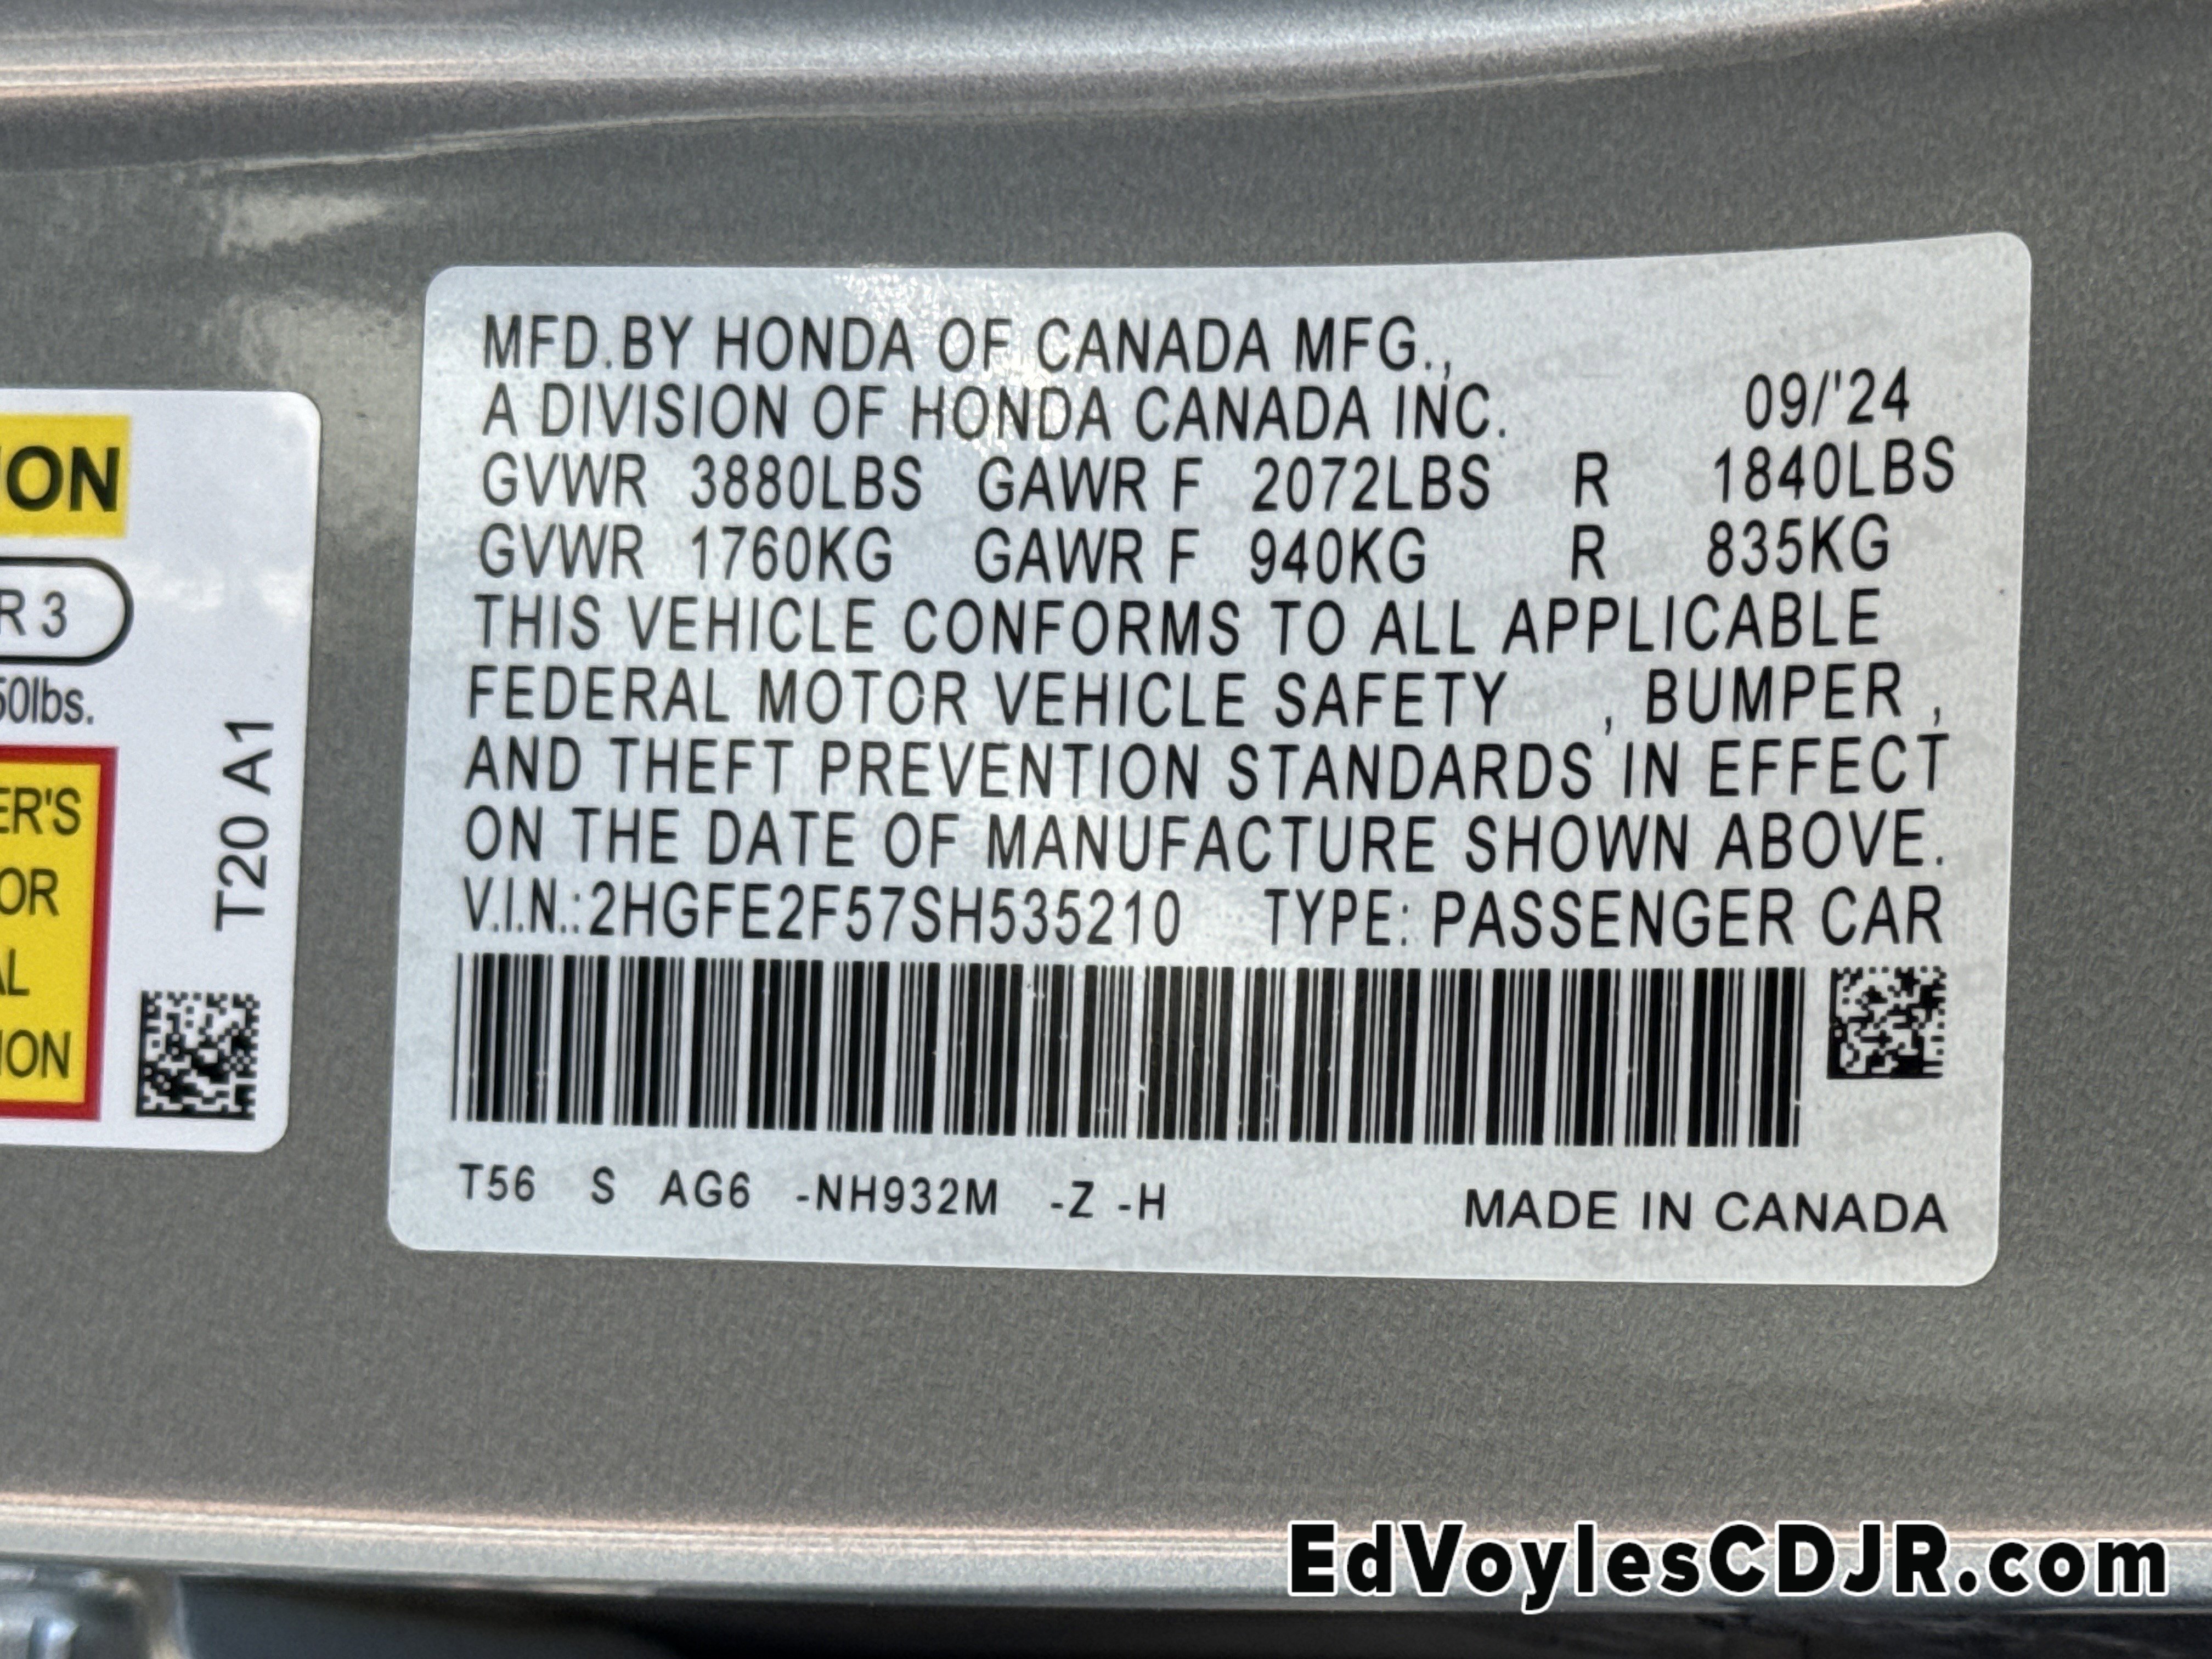 MFD.BY HONDA OF CANADA MFG.,
A DIVISION OF HONDA CANADA INC. 09/'24
GVWR 3880LBS GAWR F 2072LBS R 1840LBS
GVWR 1760KG GAWR F 940KG R 835KG
THIS VEHICLE CONFORMS TO ALL APPLICABLE
FEDERAL MOTOR VEHICLE SAFETY , BUMPER ,
AND THEFT PREVENTION STANDARDS IN EFFECT
ON THE DATE OF MANUFACTURE SHOWN ABOVE.
V.I.N.:2HGFE2F57SH535210 TYPE: PASSENGER CAR
T56 S AG6 -NH932M -Z -H MADE IN CANADA
ION
R 3
50lbs.
ER'S
OR
AL
ION
T20 A1
EdVoylesCDJR.com